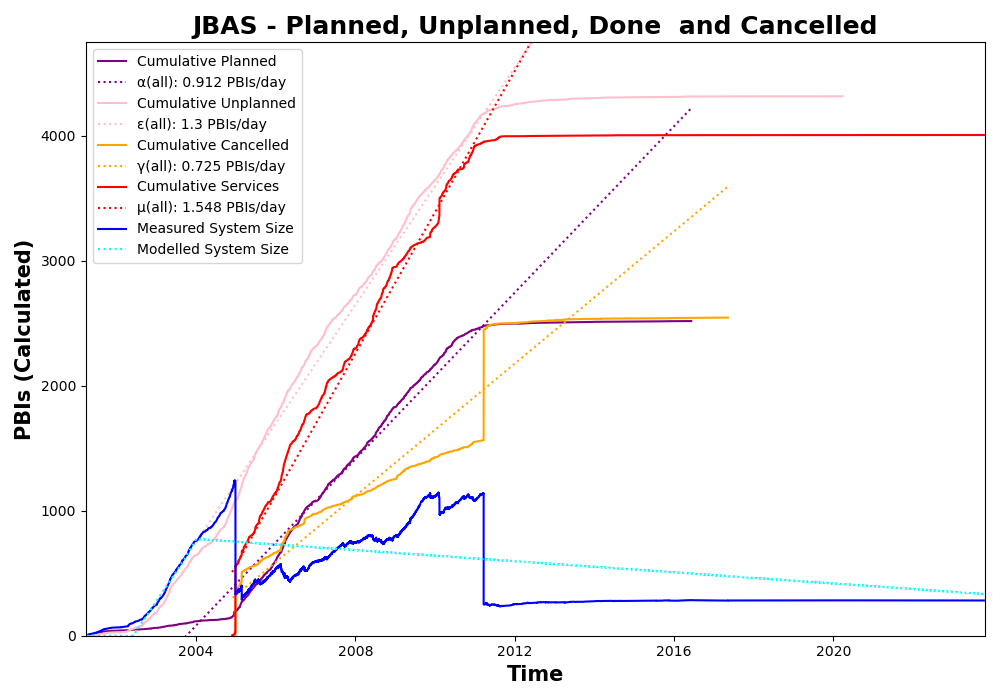 JBAS - Planned, Unplanned, Done  and Cancelled
PBIs (Calculated)
4000
3000
2000
1000
0
Cumulative Planned
α(all): 0.912 PBIs/day
Cumulative Unplanned
ε(all): 1.3 PBIs/day
Cumulative Cancelled
γ(all): 0.725 PBIs/day
Cumulative Services
μ(all): 1.548 PBIs/day
Measured System Size
Modelled System Size
2004 2008 2012 2016 2020
Time